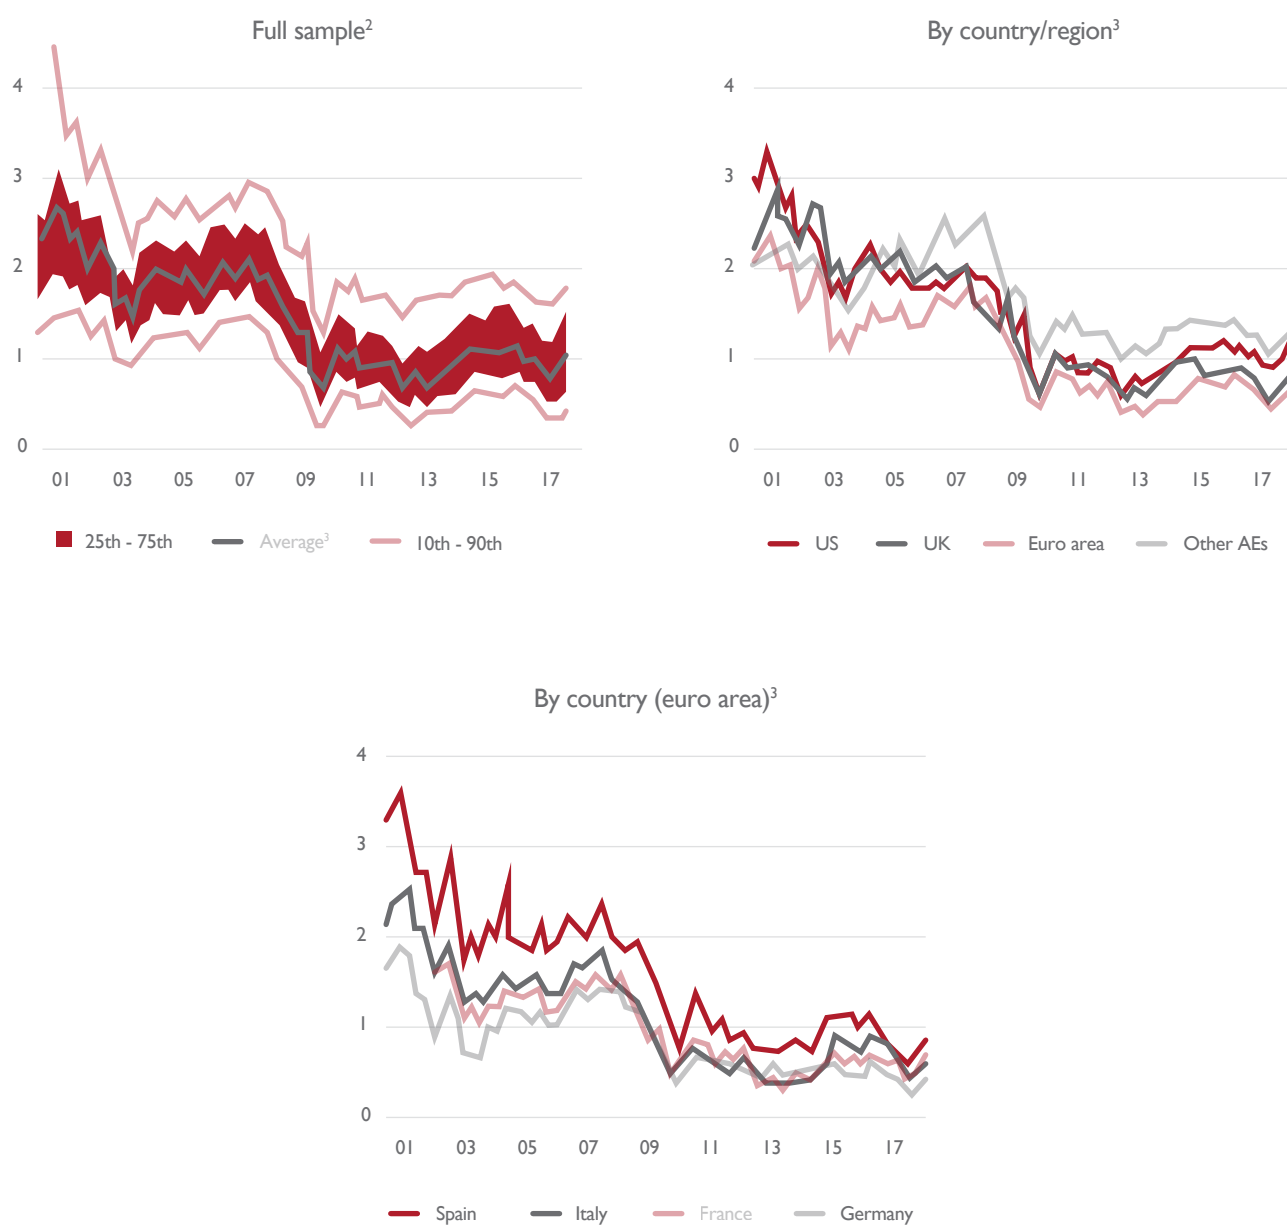 Full sample²
4
3
2
1
0
01 03 05 07 09 11 13 15 17
25th - 75th Average³ 10th - 90th
By country/region³
4
3
2
1
0
01 03 05 07 09 11 13 15 17
US UK Euro area Other AEs
By country (euro area)³
4
3
2
1
0
01 03 05 07 09 11 13 15 17
Spain Italy France Germany